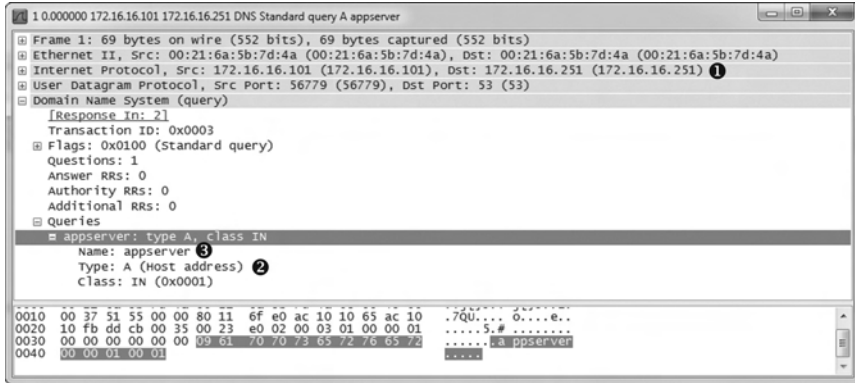 1 0.000000 172.16.16.101 172.16.16.251 DNS Standard query A appserver
Frame 1: 69 bytes on wire (552 bits), 69 bytes captured (552 bits)
Ethernet II, Src: 00:21:6a:5b:7d:4a (00:21:6a:5b:7d:4a), Dst: 00:21:6a:5b:7d:4a (00:21:6a:5b:7d:4a)
Internet Protocol, Src: 172.16.16.101 (172.16.16.101), Dst: 172.16.16.251 (172.16.16.251) ❶
User Datagram Protocol, Src Port: 56779 (56779), Dst Port: 53 (53)
Domain Name System (query)
[Response In: 2]
Transaction ID: 0x0003
Flags: 0x0100 (Standard query)
Questions: 1
Answer RRs: 0
Authority RRs: 0
Additional RRs: 0
Queries
appserver: type A, class IN
Name: appserver ❸
Type: A (Host address) ❷
Class: IN (0x0001)
0010 00 37 51 55 00 00 80 11 6f e0 ac 10 10 65 ac 10 .7QU.... o....e..
0020 10 fb dd cb 00 35 00 23 e0 02 00 03 01 00 00 01 .....5.# ........
0030 00 00 00 00 00 00 09 61 70 70 73 65 72 76 65 72 .......a ppserver
0040 00 00 01 00 01 .....